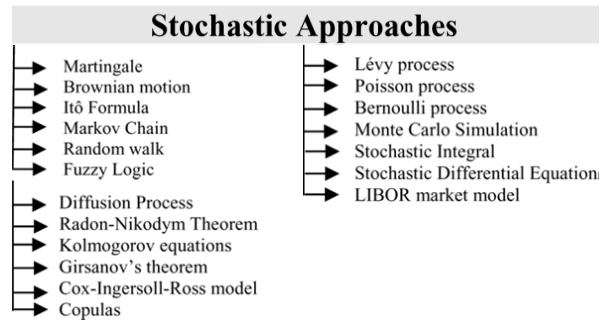 Stochastic Approaches
Martingale
Brownian motion
Itô Formula
Markov Chain
Random walk
Fuzzy Logic
Diffusion Process
Radon-Nikodym Theorem
Kolmogorov equations
Girsanov’s theorem
Cox-Ingersoll-Ross model
Copulas
Lévy process
Poisson process
Bernoulli process
Monte Carlo Simulation
Stochastic Integral
Stochastic Differential Equation
LIBOR market model